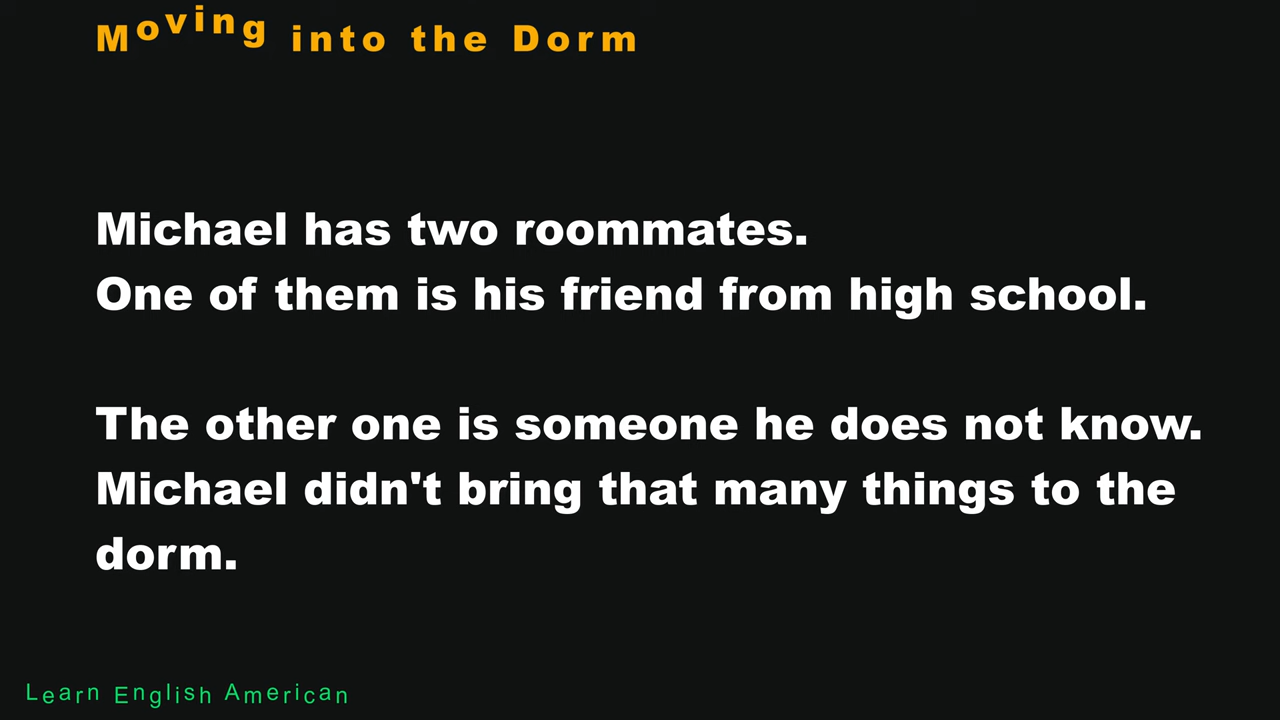 Moving into the Dorm
Michael has two roommates.
One of them is his friend from high school.
The other one is someone he does not know.
Michael didn't bring that many things to the
dorm.
Learn English American